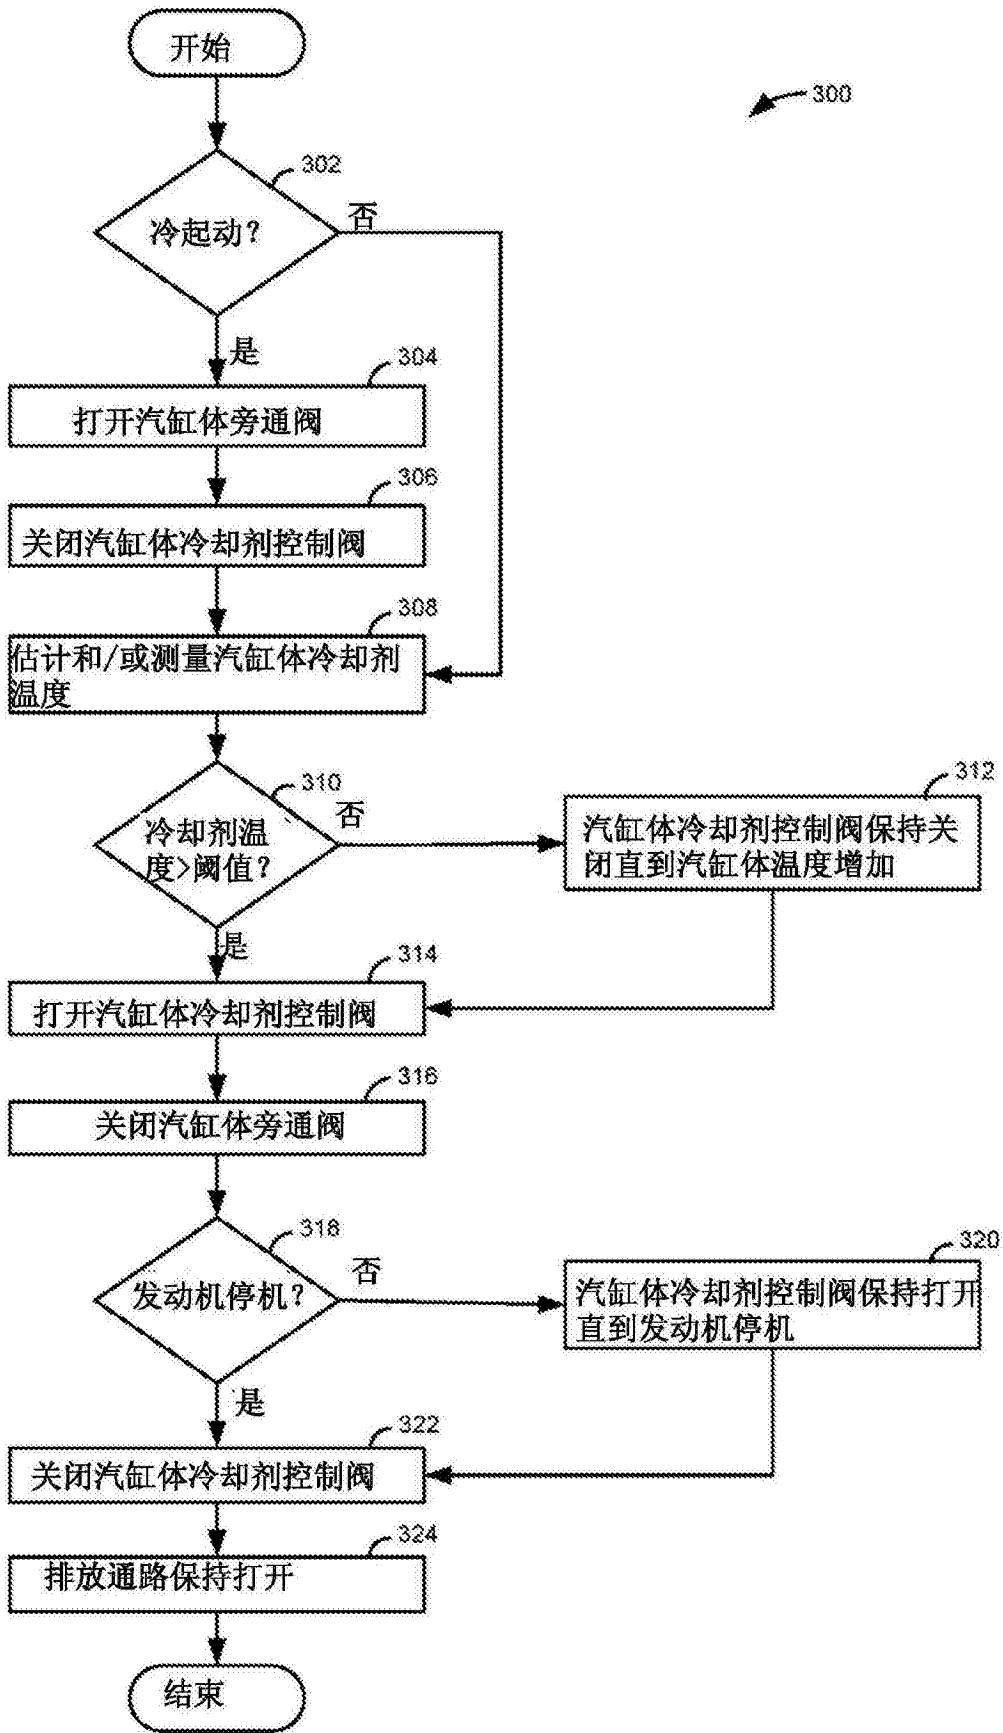 开始
300
302
冷起动？
否
是
304
打开汽缸体旁通阀
306
关闭汽缸体冷却剂控制阀
308
估计和/或测量汽缸体冷却剂
温度
310
冷却剂温
度>阈值？
否
312
汽缸体冷却剂控制阀保持关
闭直到汽缸体温度增加
是
314
打开汽缸体冷却剂控制阀
316
关闭汽缸体旁通阀
318
发动机停机？
否
320
汽缸体冷却剂控制阀保持打开
直到发动机停机
是
322
关闭汽缸体冷却剂控制阀
324
排放通路保持打开
结束